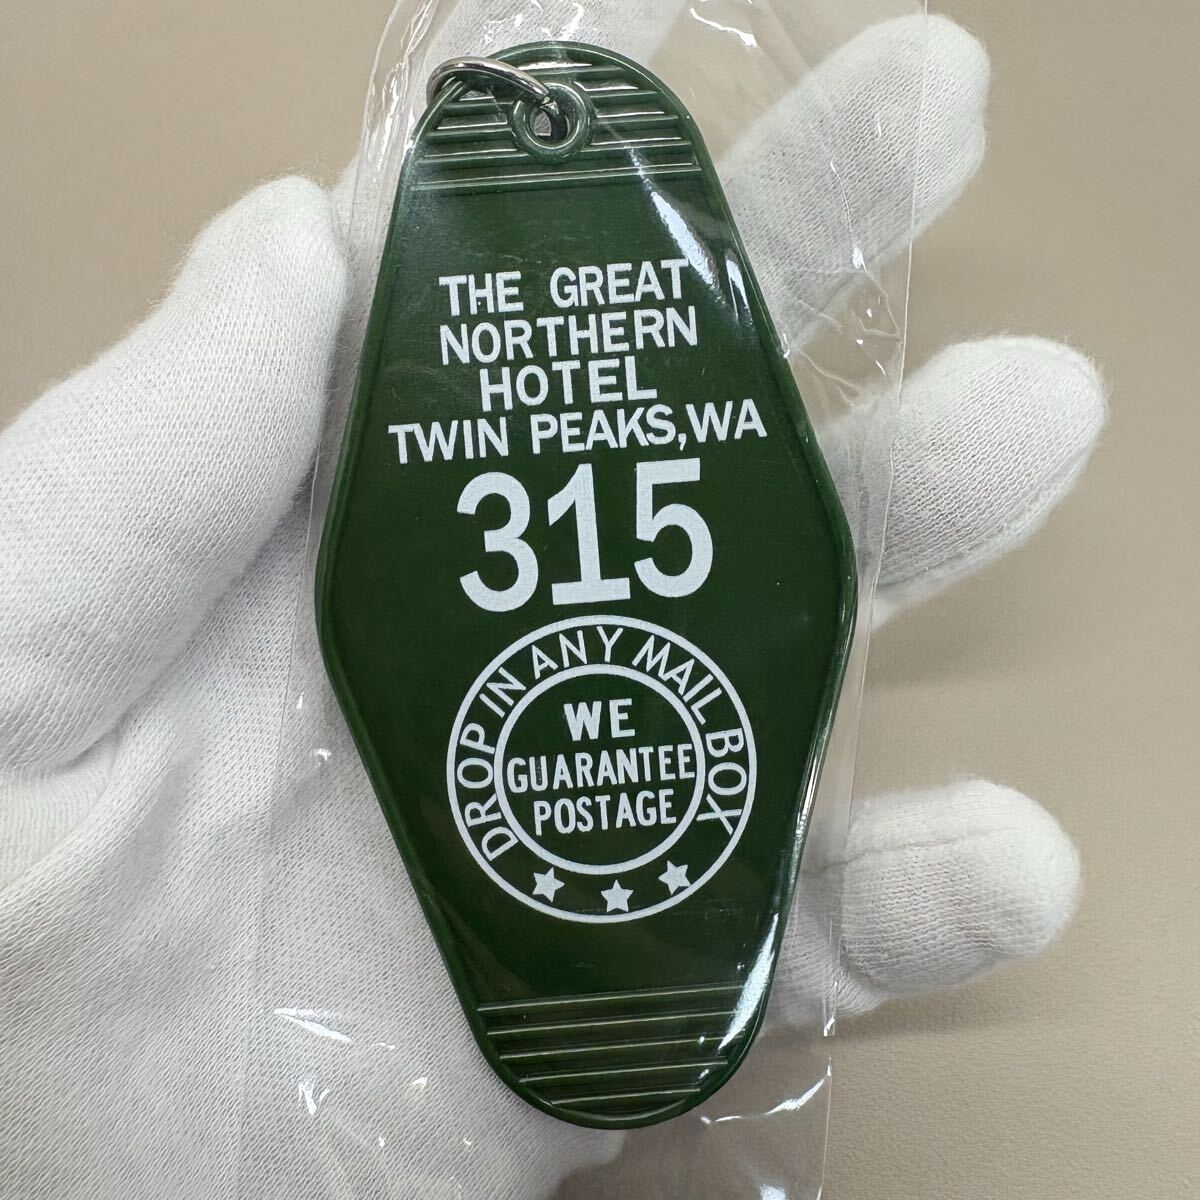 THE GREAT
NORTHERN
HOTEL
TWIN PEAKS,WA
315
DROP IN ANY MAIL BOX
WE
GUARANTEE
POSTAGE